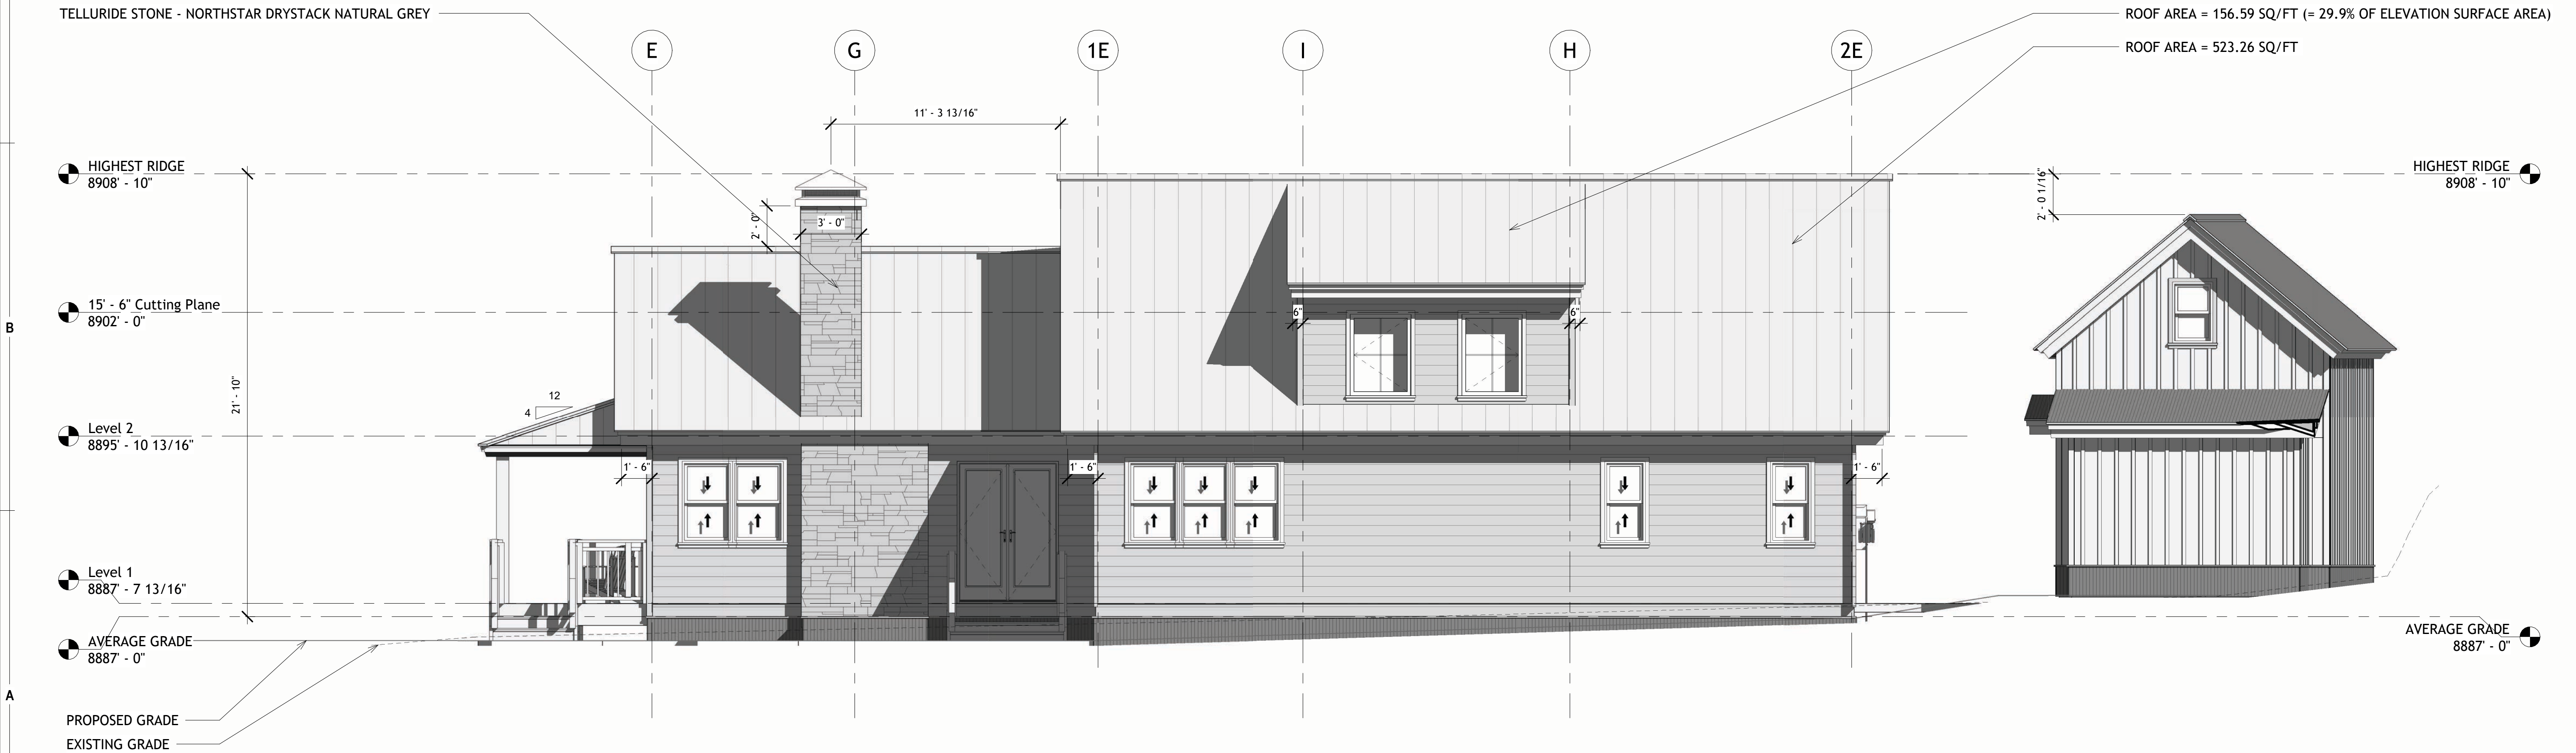 TELLURIDE STONE - NORTHSTAR DRYSTACK NATURAL GREY
ROOF AREA = 156.59 SQ/FT (= 29.9% OF ELEVATION SURFACE AREA)
ROOF AREA = 523.26 SQ/FT
E
G
1E
I
H
2E
11' - 3 13/16"
HIGHEST RIDGE
8908' - 10"
HIGHEST RIDGE
8908' - 10"
2' - 0 1/16"
2' - 0"
3' - 0"
15' - 6" Cutting Plane
8902' - 0"
6"
6"
B
21' - 10"
12
4
Level 2
8895' - 10 13/16"
1' - 6"
1' - 6"
1' - 6"
Level 1
8887' - 7 13/16"
AVERAGE GRADE
8887' - 0"
AVERAGE GRADE
8887' - 0"
A
PROPOSED GRADE
EXISTING GRADE